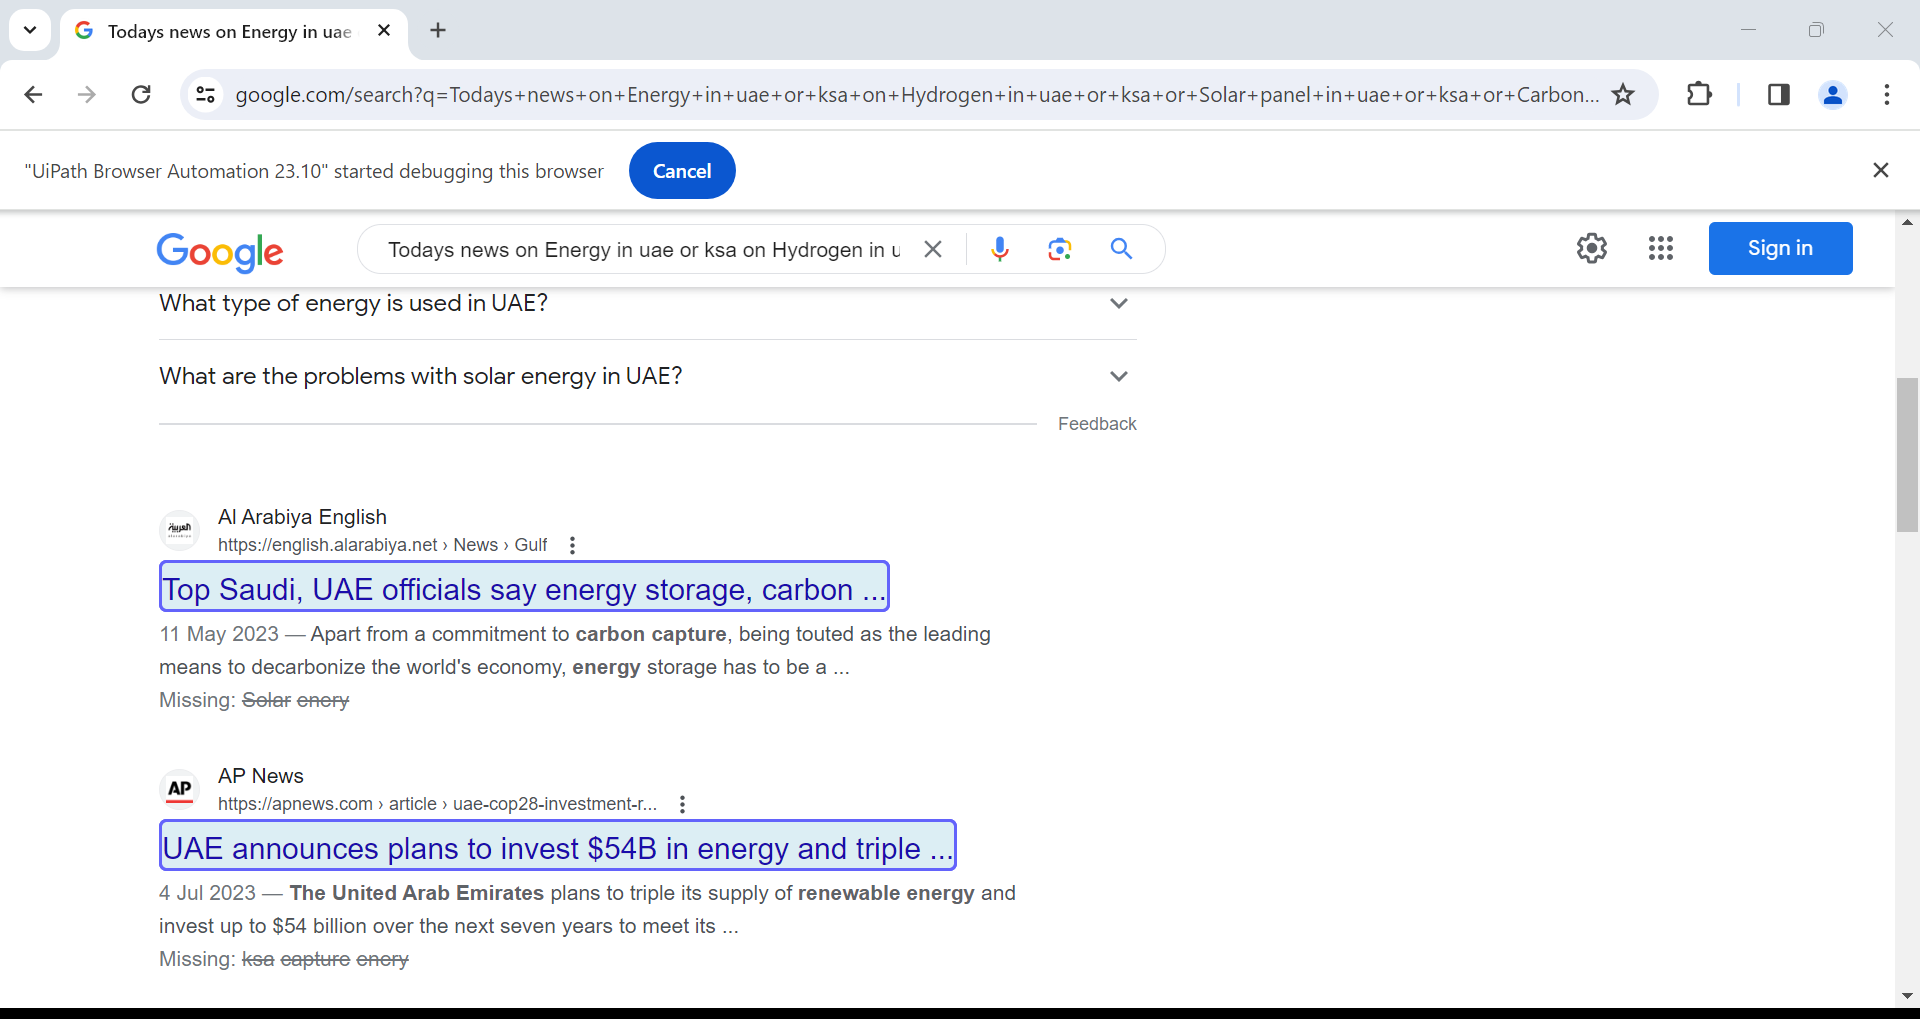 Todays news on Energy in uae
google.com/search?q=Todays+news+on+Energy+in+uae+or+ksa+on+Hydrogen+in+uae+or+ksa+or+Solar+panel+in+uae+or+ksa+or+Carbon...
"UiPath Browser Automation 23.10" started debugging this browser
Cancel
Google
Todays news on Energy in uae or ksa on Hydrogen in u
Sign in
What type of energy is used in UAE?
What are the problems with solar energy in UAE?
Feedback
Al Arabiya English
https://english.alarabiya.net › News › Gulf
العربية
Top Saudi, UAE officials say energy storage, carbon ...
11 May 2023 — Apart from a commitment to carbon capture, being touted as the leading
means to decarbonize the world's economy, energy storage has to be a ...
Missing: Solar enery
AP News
AP
https://apnews.com › article › uae-cop28-investment-r...
UAE announces plans to invest $54B in energy and triple ...
4 Jul 2023 — The United Arab Emirates plans to triple its supply of renewable energy and
invest up to $54 billion over the next seven years to meet its ...
Missing: ksa capture enery